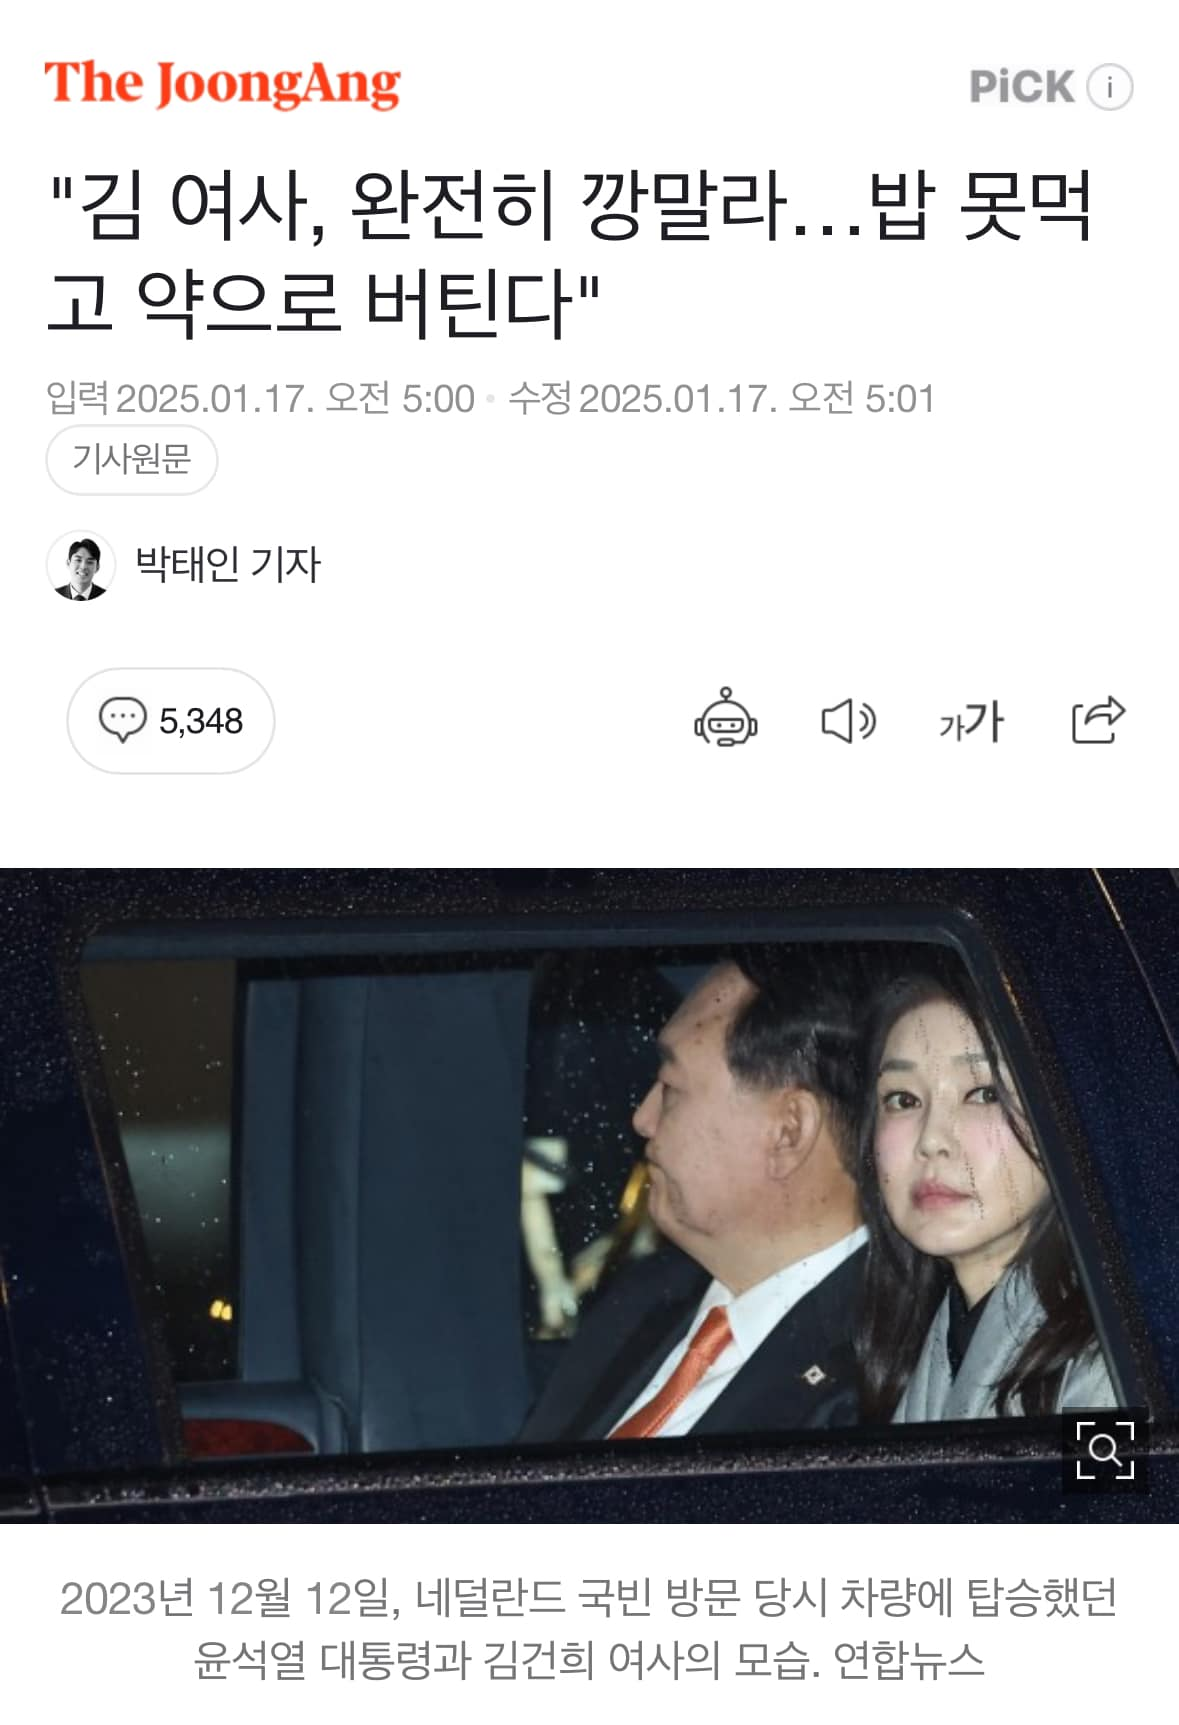 The JoongAng
PiCK i
"김 여사, 완전히 깡말라…밥 못먹
고 약으로 버틴다"
입력 2025.01.17. 오전 5:00 · 수정 2025.01.17. 오전 5:01
기사원문
박태인 기자
5,348
가가
2023년 12월 12일, 네덜란드 국빈 방문 당시 차량에 탑승했던
윤석열 대통령과 김건희 여사의 모습. 연합뉴스